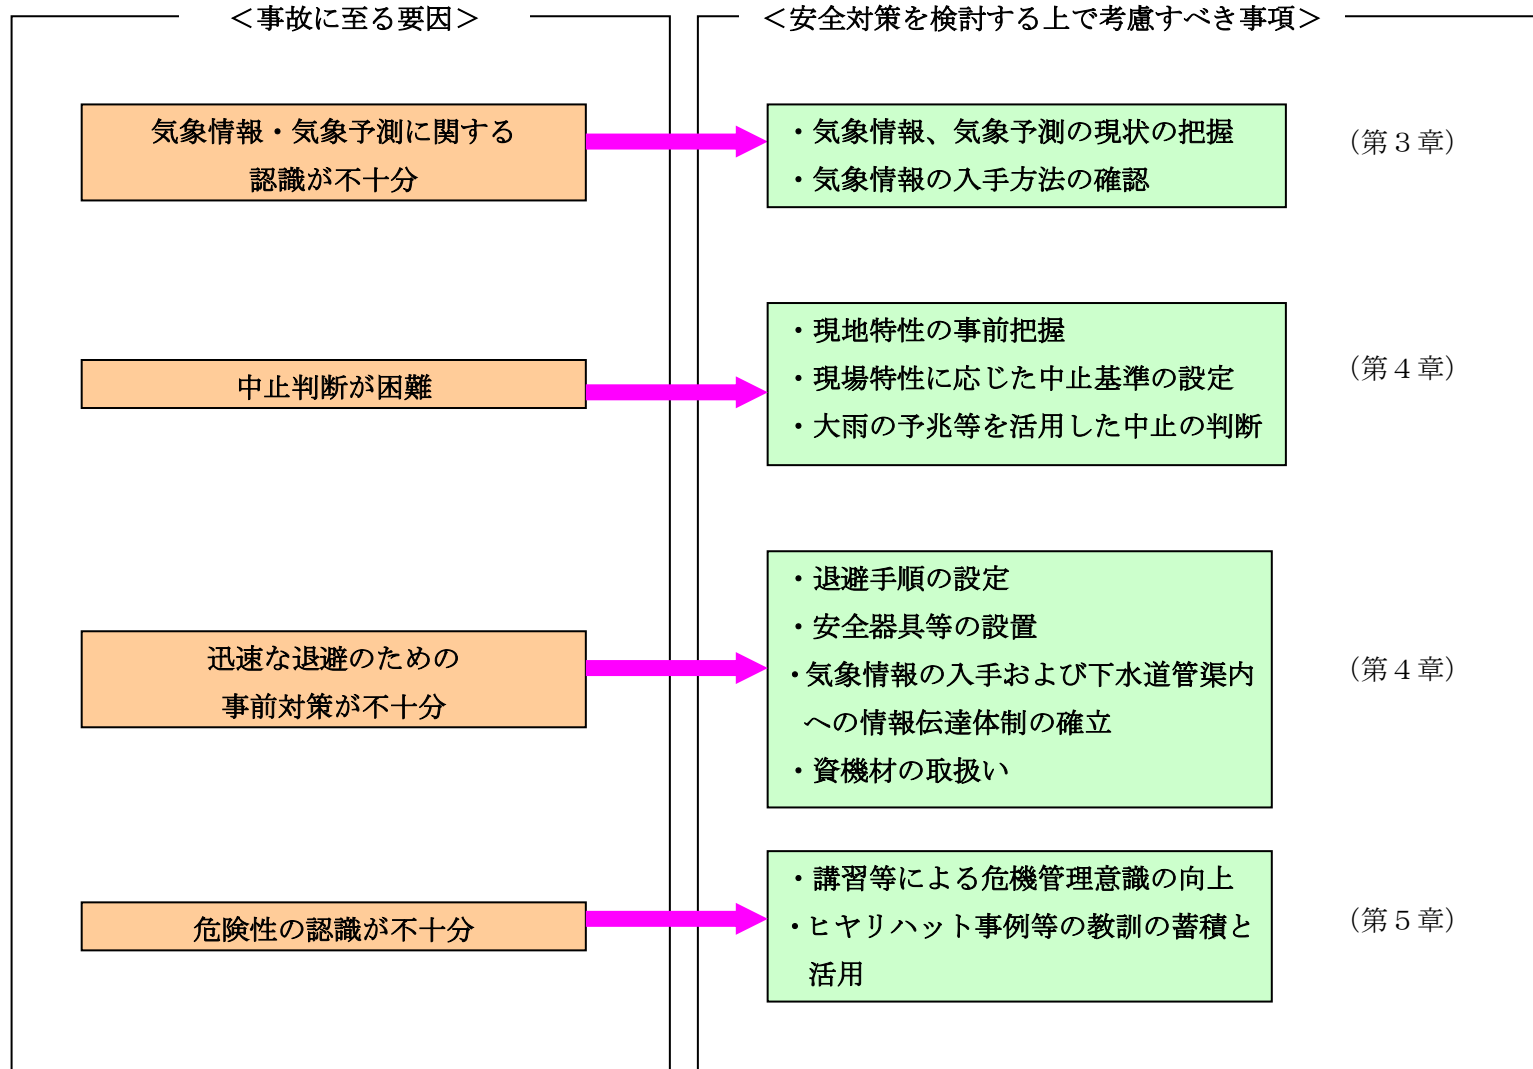 ＜事故に至る要因＞
＜安全対策を検討する上で考慮すべき事項＞
気象情報・気象予測に関する
認識が不十分
・気象情報、気象予測の現状の把握
・気象情報の入手方法の確認
（第３章）
中止判断が困難
・現地特性の事前把握
・現場特性に応じた中止基準の設定
・大雨の予兆等を活用した中止の判断
（第４章）
迅速な退避のための
事前対策が不十分
・退避手順の設定
・安全器具等の設置
・気象情報の入手および下水道管渠内
への情報伝達体制の確立
・資機材の取扱い
（第４章）
危険性の認識が不十分
・講習等による危機管理意識の向上
・ヒヤリハット事例等の教訓の蓄積と
活用
（第５章）